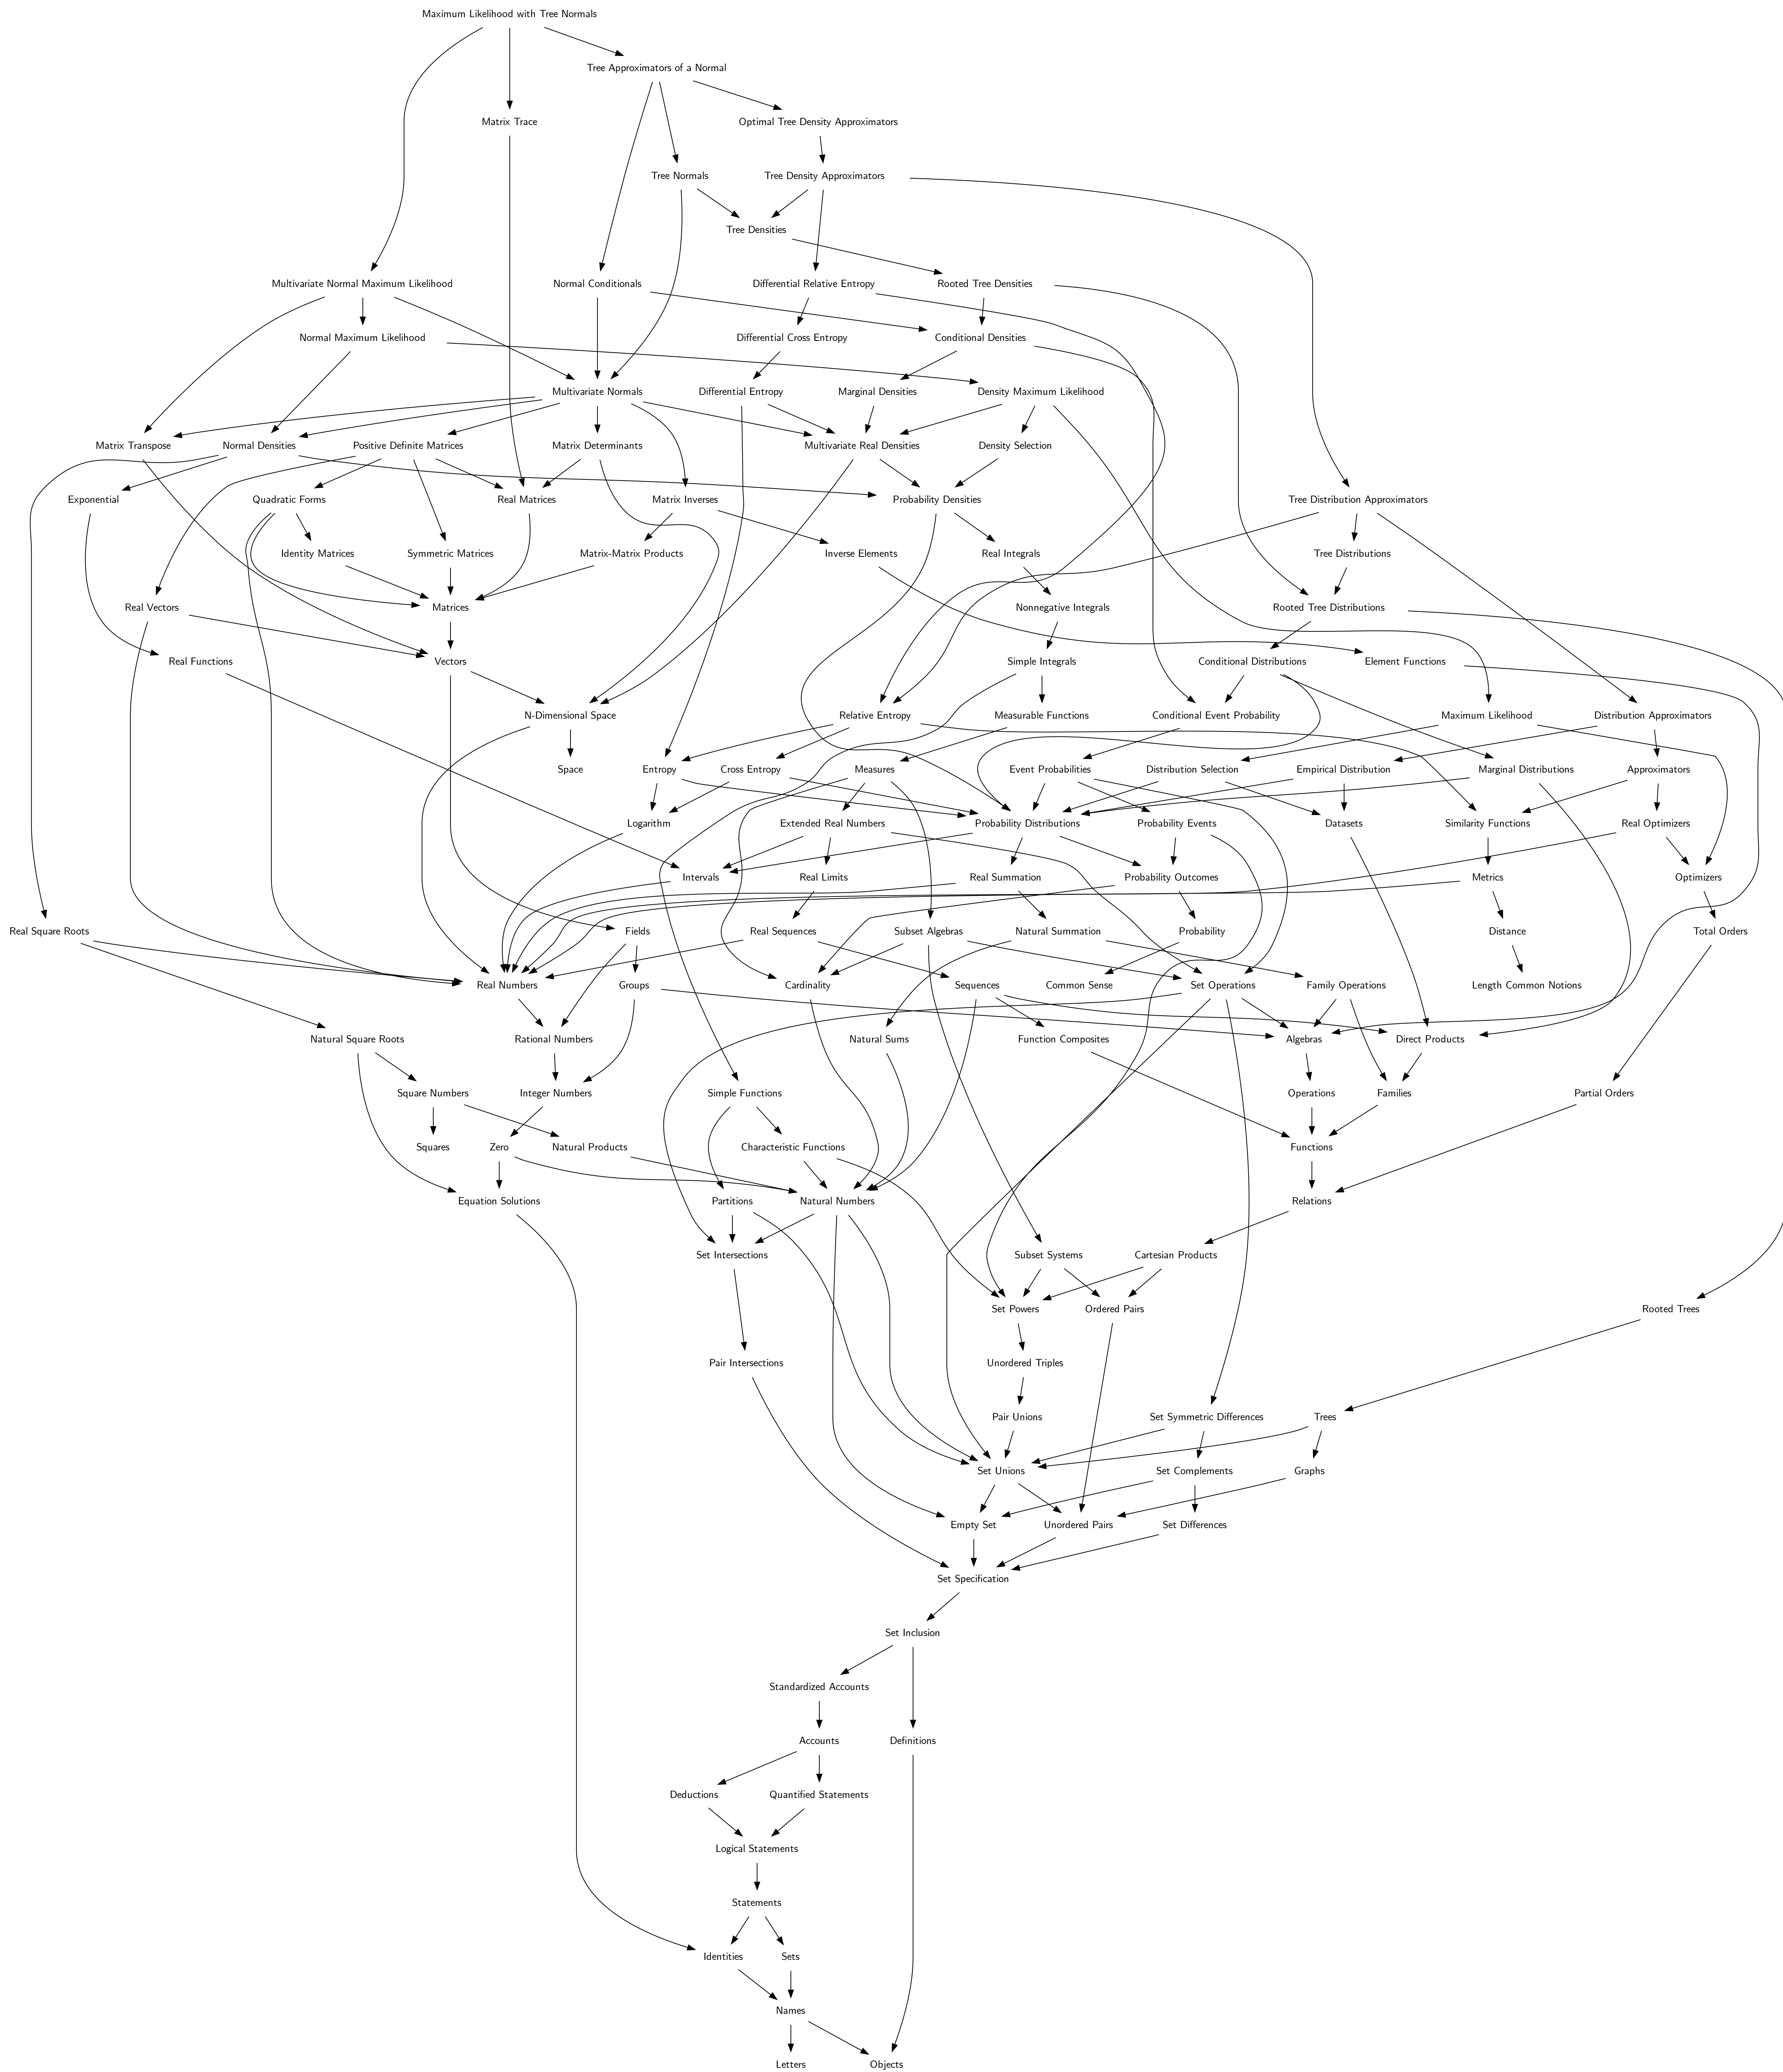 Maximum Likelihood with Tree Normals
Tree Approximators of a Normal
Matrix Trace
Optimal Tree Density Approximators
Tree Normals
Tree Density Approximators
Tree Densities
Multivariate Normal Maximum Likelihood
Normal Conditionals
Differential Relative Entropy
Rooted Tree Densities
Normal Maximum Likelihood
Differential Cross Entropy
Conditional Densities
Multivariate Normals
Differential Entropy
Marginal Densities
Density Maximum Likelihood
Matrix Transpose
Normal Densities
Positive Definite Matrices
Matrix Determinants
Multivariate Real Densities
Density Selection
Exponential
Quadratic Forms
Real Matrices
Matrix Inverses
Probability Densities
Tree Distribution Approximators
Identity Matrices
Symmetric Matrices
Matrix-Matrix Products
Inverse Elements
Real Integrals
Tree Distributions
Real Vectors
Matrices
Nonnegative Integrals
Rooted Tree Distributions
Real Functions
Vectors
Simple Integrals
Conditional Distributions
Element Functions
N-Dimensional Space
Relative Entropy
Measurable Functions
Conditional Event Probability
Maximum Likelihood
Distribution Approximators
Space
Entropy
Cross Entropy
Measures
Event Probabilities
Distribution Selection
Empirical Distribution
Marginal Distributions
Approximators
Logarithm
Extended Real Numbers
Probability Distributions
Probability Events
Datasets
Similarity Functions
Real Optimizers
Intervals
Real Limits
Real Summation
Probability Outcomes
Metrics
Optimizers
Real Square Roots
Fields
Real Sequences
Subset Algebras
Natural Summation
Probability
Distance
Total Orders
Real Numbers
Groups
Cardinality
Sequences
Common Sense
Set Operations
Family Operations
Length Common Notions
Natural Square Roots
Rational Numbers
Natural Sums
Function Composites
Algebras
Direct Products
Square Numbers
Integer Numbers
Simple Functions
Operations
Families
Partial Orders
Squares
Zero
Natural Products
Characteristic Functions
Functions
Equation Solutions
Partitions
Natural Numbers
Relations
Set Intersections
Subset Systems
Cartesian Products
Set Powers
Ordered Pairs
Rooted Trees
Pair Intersections
Unordered Triples
Pair Unions
Set Symmetric Differences
Trees
Set Unions
Set Complements
Graphs
Empty Set
Unordered Pairs
Set Differences
Set Specification
Set Inclusion
Standardized Accounts
Accounts
Definitions
Deductions
Quantified Statements
Logical Statements
Statements
Identities
Sets
Names
Letters
Objects